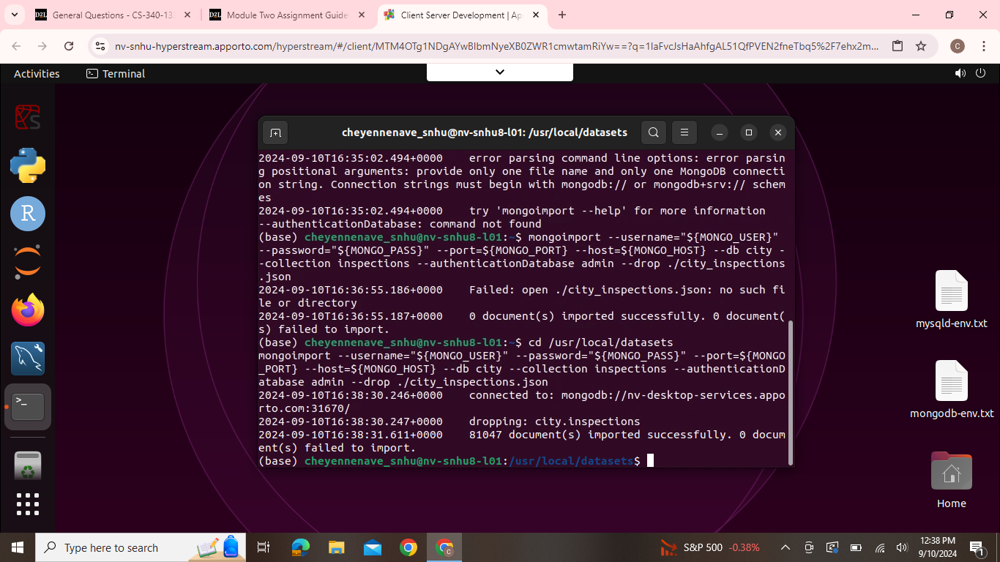 General Questions - CS-340-13
Module Two Assignment Guide
Client Server Development | Ap
nv-snhu-hyperstream.apporto.com/hyperstream/#/client/MTM4OTg1NDgAYwBlbmNyeXB0ZWR1cmwtamRiYw==?q=1IaFvcJsHaAhfgAL51QfPVEN2fneTbq5%2F7ehx2m...
C
Activities
Terminal
cheyennenave_snhu@nv-snhu8-l01: /usr/local/datasets
2024-09-10T16:35:02.494+0000    error parsing command line options: error parsin
g positional arguments: provide only one file name and only one MongoDB connecti
on string. Connection strings must begin with mongodb:// or mongodb+srv:// schem
es
2024-09-10T16:35:02.494+0000    try 'mongoimport --help' for more information
--authenticationDatabase: command not found
(base) cheyennenave_snhu@nv-snhu8-l01:~$ mongoimport --username="${MONGO_USER}"
--password="${MONGO_PASS}" --port=${MONGO_PORT} --host=${MONGO_HOST} --db city -
-collection inspections --authenticationDatabase admin --drop ./city_inspections
.json
2024-09-10T16:36:55.186+0000    Failed: open ./city_inspections.json: no such fi
le or directory
2024-09-10T16:36:55.187+0000    0 document(s) imported successfully. 0 document(
s) failed to import.
(base) cheyennenave_snhu@nv-snhu8-l01:~$ cd /usr/local/datasets
mongoimport --username="${MONGO_USER}" --password="${MONGO_PASS}" --port=${MONGO
_PORT} --host=${MONGO_HOST} --db city --collection inspections --authenticationD
atabase admin --drop ./city_inspections.json
2024-09-10T16:38:30.246+0000    connected to: mongodb://nv-desktop-services.appo
rto.com:31670/
2024-09-10T16:38:30.247+0000    dropping: city.inspections
2024-09-10T16:38:31.611+0000    81047 document(s) imported successfully. 0 docum
ent(s) failed to import.
(base) cheyennenave_snhu@nv-snhu8-l01:/usr/local/datasets$
mysqld-env.txt
mongodb-env.txt
Home
Type here to search
S&P 500 -0.38%
12:38 PM
9/10/2024
1